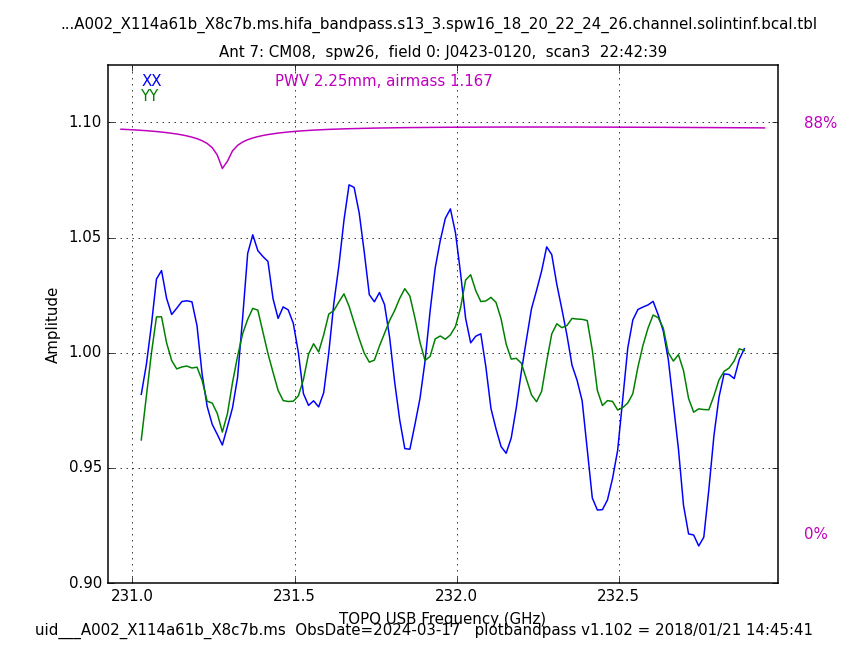 ...A002_X114a61b_X8c7b.ms.hifa_bandpass.s13_3.spw16_18_20_22_24_26.channel.solintinf.bcal.tbl
Ant 7: CM08,  spw26,  field 0: J0423-0120,  scan3  22:42:39
XX
PWV 2.25mm, airmass 1.167
YY
88%
0%
1.10
1.05
1.00
0.95
0.90
Amplitude
231.0 231.5 232.0 232.5
TOPO USB Frequency (GHz)
uid___A002_X114a61b_X8c7b.ms  ObsDate=2024-03-17   plotbandpass v1.102 = 2018/01/21 14:45:41